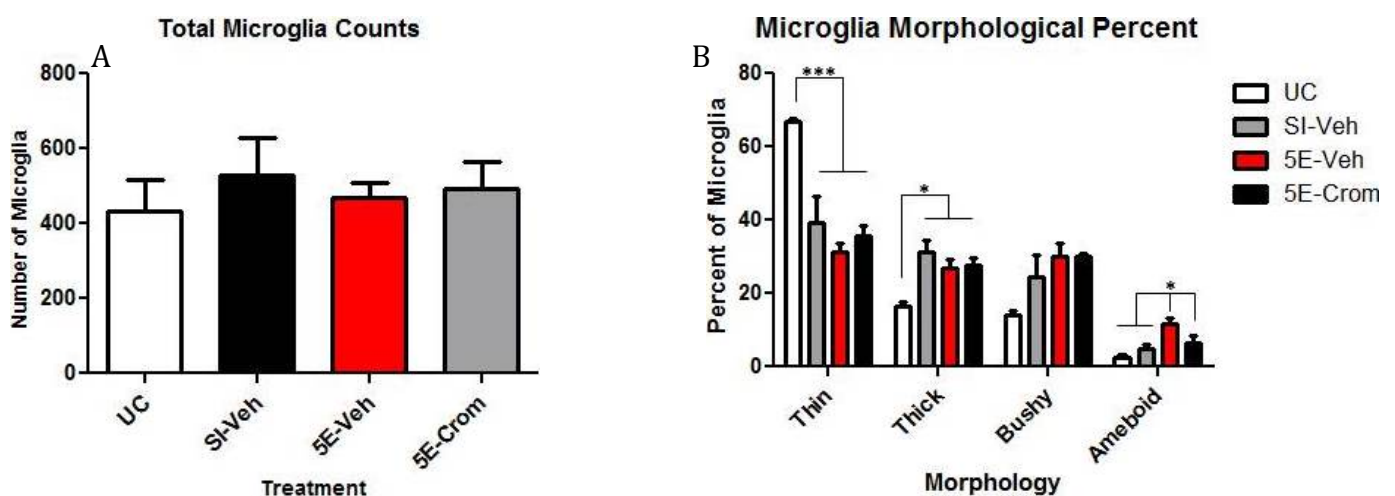 Total Microglia Counts
A
Number of Microglia
800
600
400
200
0
UC
SI-Veh
5E-Veh
5E-Crom
Treatment
Microglia Morphological Percent
B
Percent of Microglia
80
60
40
20
0
***
*
*
Thin
Thick
Bushy
Ameboid
Morphology
UC
SI-Veh
5E-Veh
5E-Crom